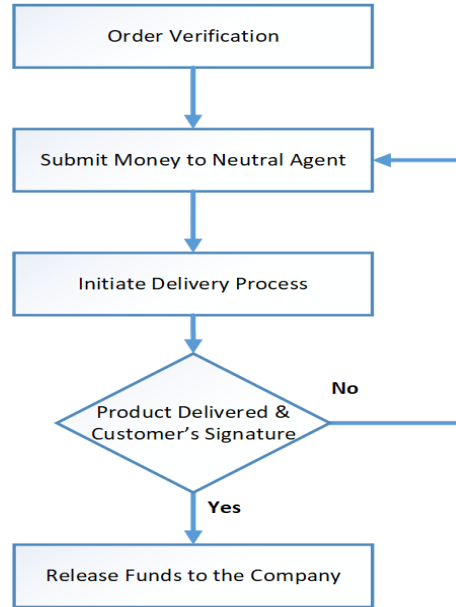 Order Verification
Submit Money to Neutral Agent
Initiate Delivery Process
No
Product Delivered &
Customer's Signature
Yes
Release Funds to the Company